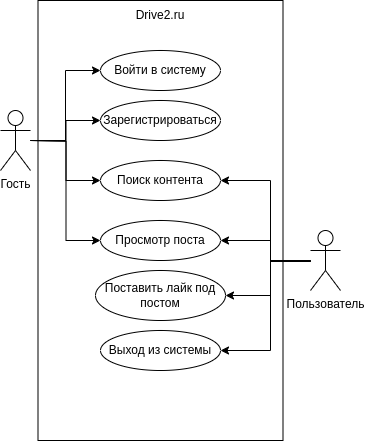 Drive2.ru
Войти в систему
Зарегистрироваться
Поиск контента
Гость
Просмотр поста
Поставить лайк под
постом
Пользователь
Выход из системы